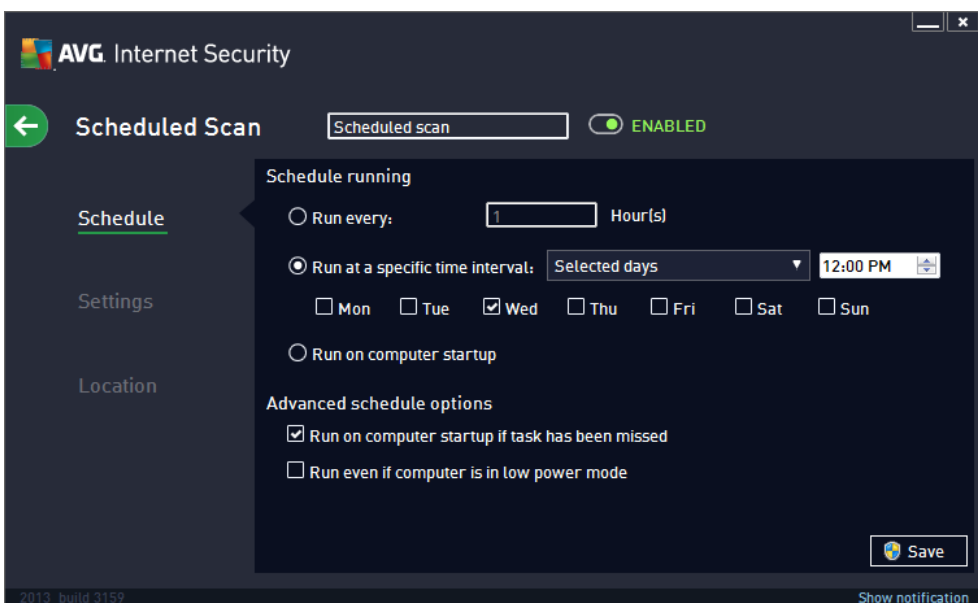 AVG. Internet Security
Scheduled Scan
Scheduled scan
ENABLED
Schedule
Settings
Location
Schedule running
Run every:
1
Hour(s)
Run at a specific time interval:
Selected days
12:00 PM
Mon
Tue
Wed
Thu
Fri
Sat
Sun
Run on computer startup
Advanced schedule options
Run on computer startup if task has been missed
Run even if computer is in low power mode
Save
2013 build 3159
Show notification